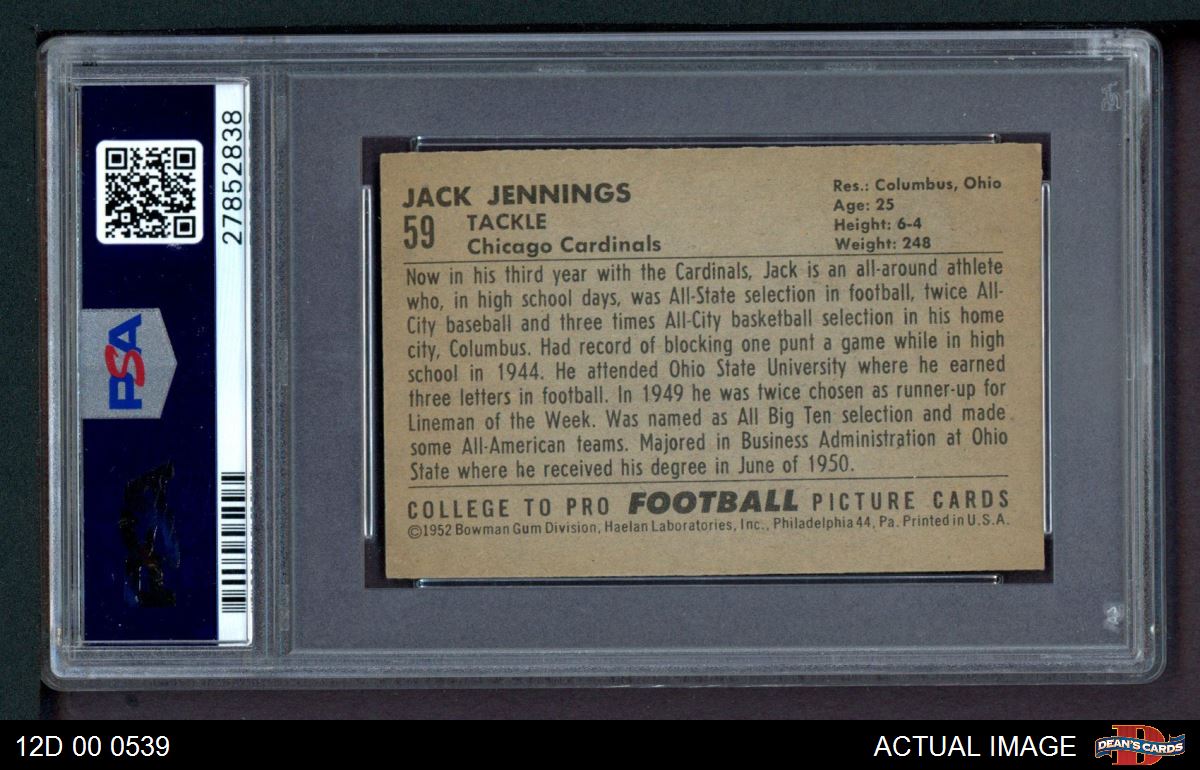 27852838
PSA
JACK JENNINGS
59
TACKLE
Chicago Cardinals
Res.: Columbus, Ohio
Age: 25
Height: 6-4
Weight: 248
Now in his third year with the Cardinals, Jack is an all-around athlete
who, in high school days, was All-State selection in football, twice All-
City baseball and three times All-City basketball selection in his home
city, Columbus. Had record of blocking one punt a game while in high
school in 1944. He attended Ohio State University where he earned
three letters in football. In 1949 he was twice chosen as runner-up for
Lineman of the Week. Was named as All Big Ten selection and made
some All-American teams. Majored in Business Administration at Ohio
State where he received his degree in June of 1950.
COLLEGE TO PRO FOOTBALL PICTURE CARDS
©1952 Bowman Gum Division, Haelan Laboratories, Inc., Philadelphia 44, Pa. Printed in U.S.A.
12D 00 0539
ACTUAL IMAGE
D
DEAN'S CARDS